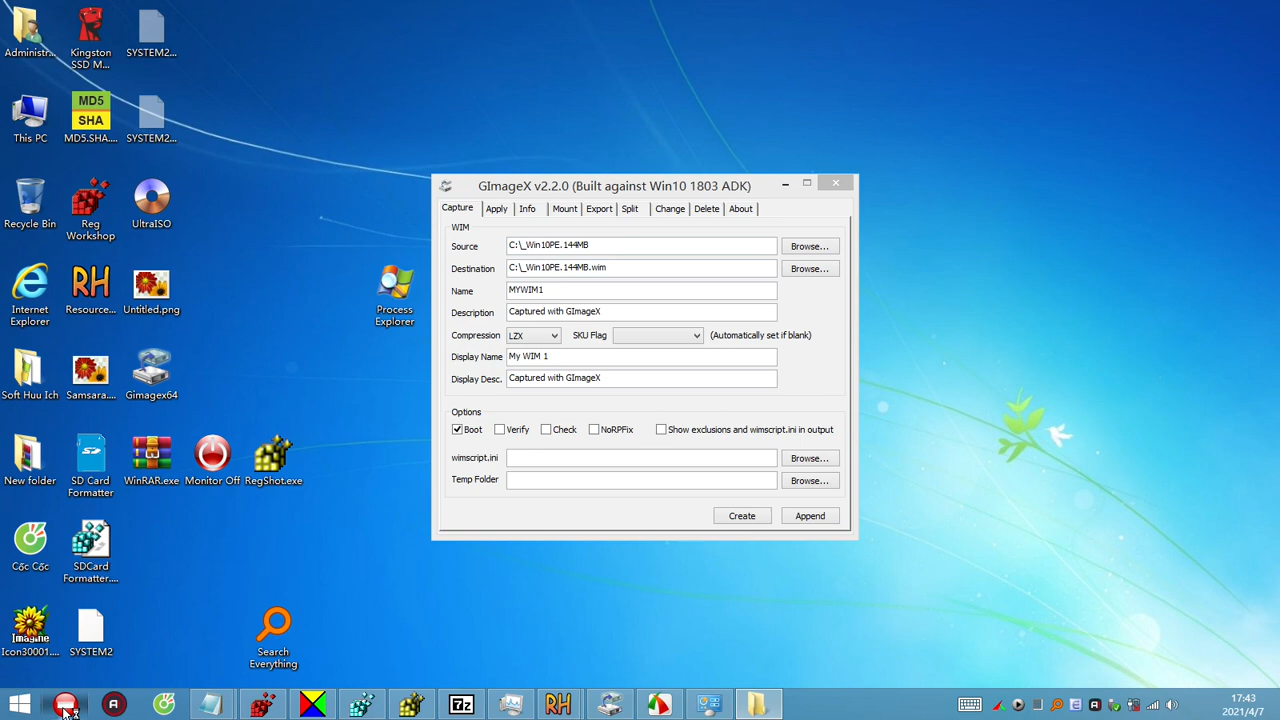 Administr...
Kingston
SSD M...
SYSTEM2...
This PC
MD5
SHA
MD5.SHA....
SYSTEM2...
Recycle Bin
Reg
Workshop
UltraISO
Internet
Explorer
RH
Resource...
Untitled.png
Process
Explorer
Soft Huu Ich
Samsara....
Gimagex64
New folder
SD Card
Formatter
WinRAR.exe
Monitor Off
RegShot.exe
Cốc Cốc
SDCard
Formatter....
Imagine
Icon30001....
SYSTEM2
Search
Everything
GImageX v2.2.0 (Built against Win10 1803 ADK)
Capture Apply Info Mount Export Split Change Delete About
WIM
Source C:\_Win10PE.144MB Browse...
Destination C:\_Win10PE.144MB.wim Browse...
Name MYWIM1
Description Captured with GImageX
Compression LZX SKU Flag (Automatically set if blank)
Display Name My WIM 1
Display Desc. Captured with GImageX
Options
Boot Verify Check NoRPFix Show exclusions and wimscript.ini in output
wimscript.ini Browse...
Temp Folder Browse...
Create Append
7z
RH
17:43
2021/4/7